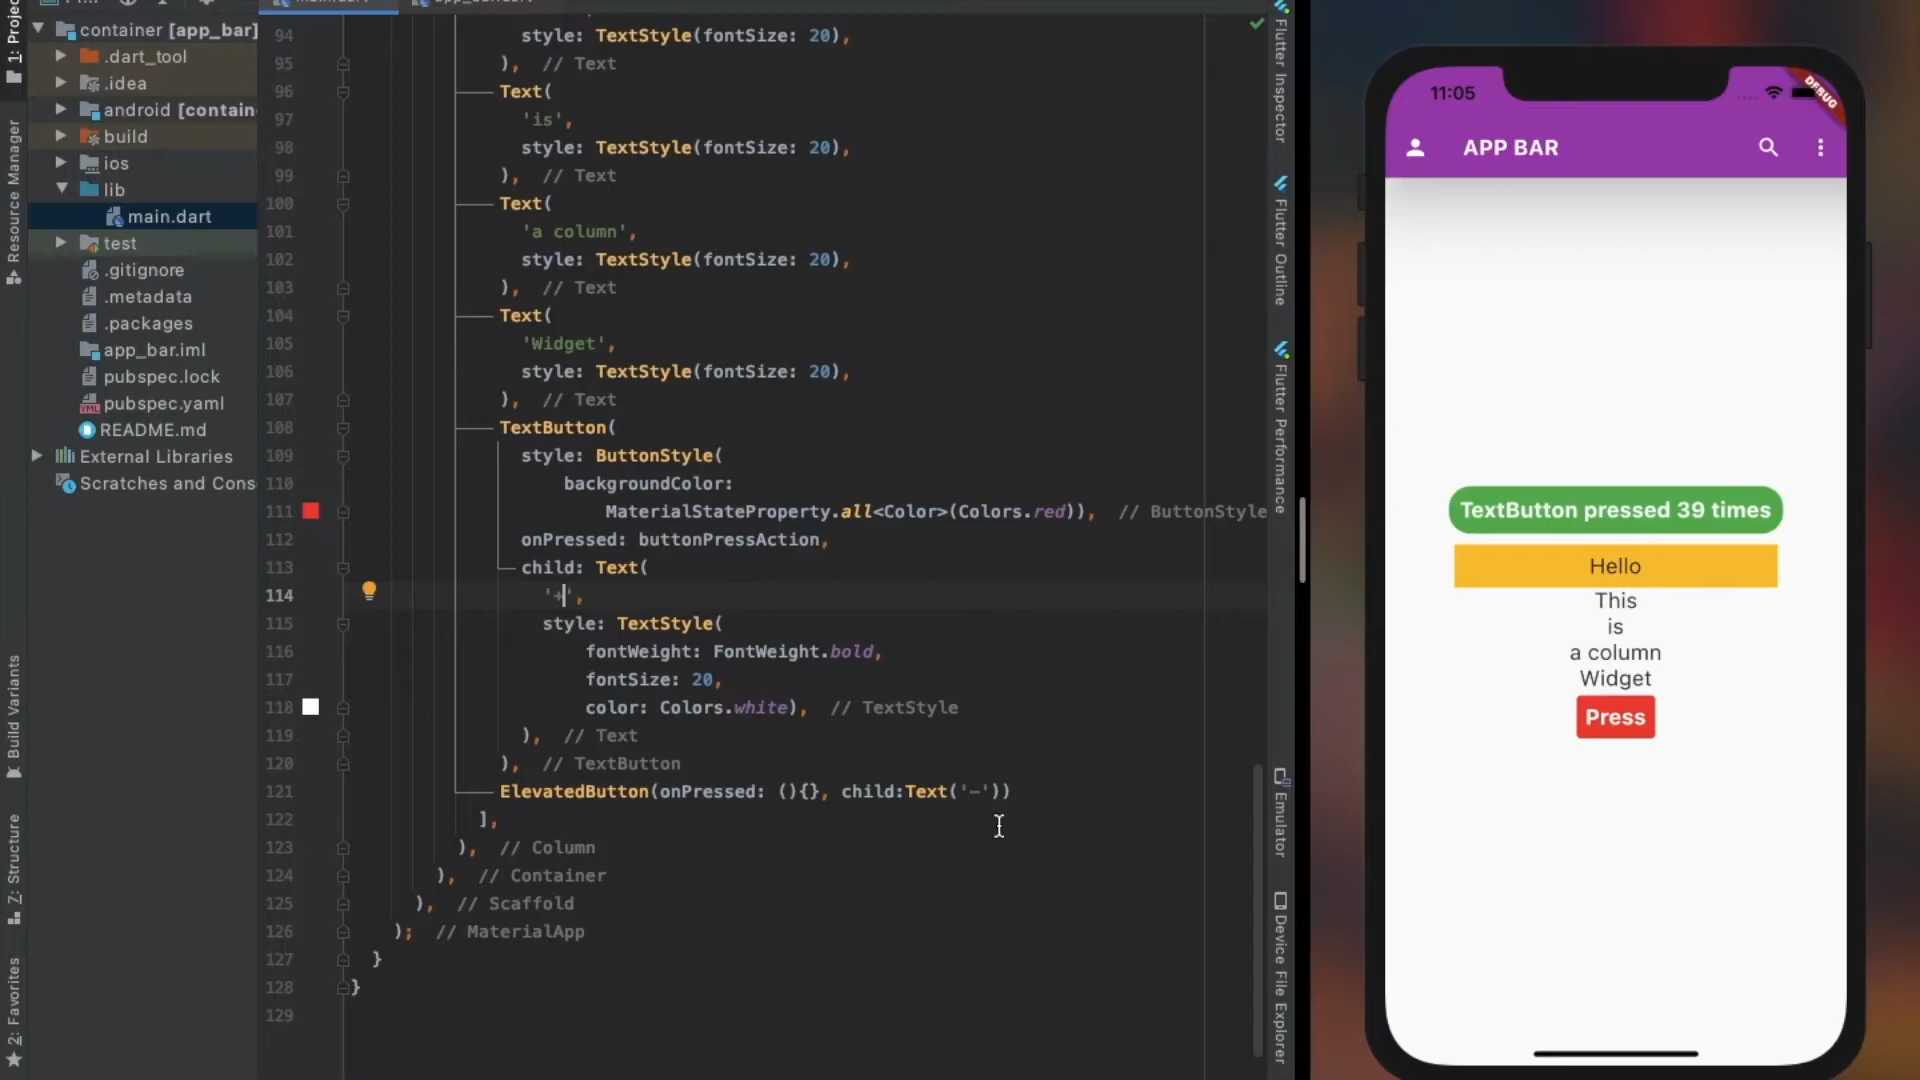 1: Project
Resource Manager
Build Variants
Z: Structure
2: Favorites
container [app_bar]
.dart_tool
.idea
android [contain
build
ios
lib
main.dart
test
.gitignore
.metadata
.packages
app_bar.iml
pubspec.lock
pubspec.yaml
README.md
External Libraries
Scratches and Cons
94 style: TextStyle(fontSize: 20),
95 ), // Text
96 Text(
97 'is',
98 style: TextStyle(fontSize: 20),
99 ), // Text
100 Text(
101 'a column',
102 style: TextStyle(fontSize: 20),
103 ), // Text
104 Text(
105 'Widget',
106 style: TextStyle(fontSize: 20),
107 ), // Text
108 TextButton(
109 style: ButtonStyle(
110 backgroundColor:
111 MaterialStateProperty.all<Color>(Colors.red)), // ButtonStyle
112 onPressed: buttonPressAction,
113 child: Text(
114 '+',
115 style: TextStyle(
116 fontWeight: FontWeight.bold,
117 fontSize: 20,
118 color: Colors.white), // TextStyle
119 ), // Text
120 ), // TextButton
121 ElevatedButton(onPressed: (){}, child:Text('-'))
122 ],
123 ), // Column
124 ), // Container
125 ), // Scaffold
126 ); // MaterialApp
127 }
128 }
129
Flutter Inspector
Flutter Outline
Flutter Performance
Emulator
Device File Explorer
11:05
DEBUG
APP BAR
TextButton pressed 39 times
Hello
This
is
a column
Widget
Press